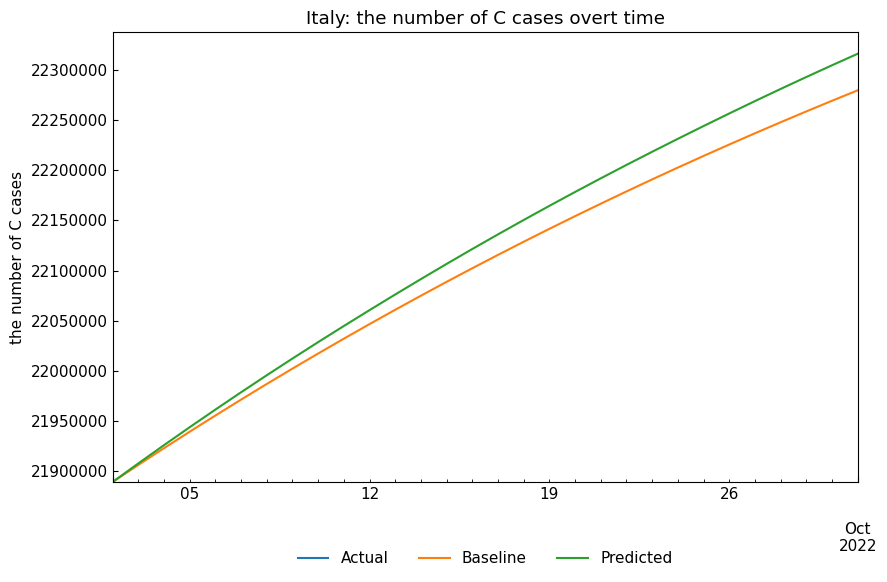 Italy: the number of C cases overt time
the number of C cases
22300000
22250000
22200000
22150000
22100000
22050000
22000000
21950000
21900000
05 12 19 26
Oct
2022
Actual Baseline Predicted